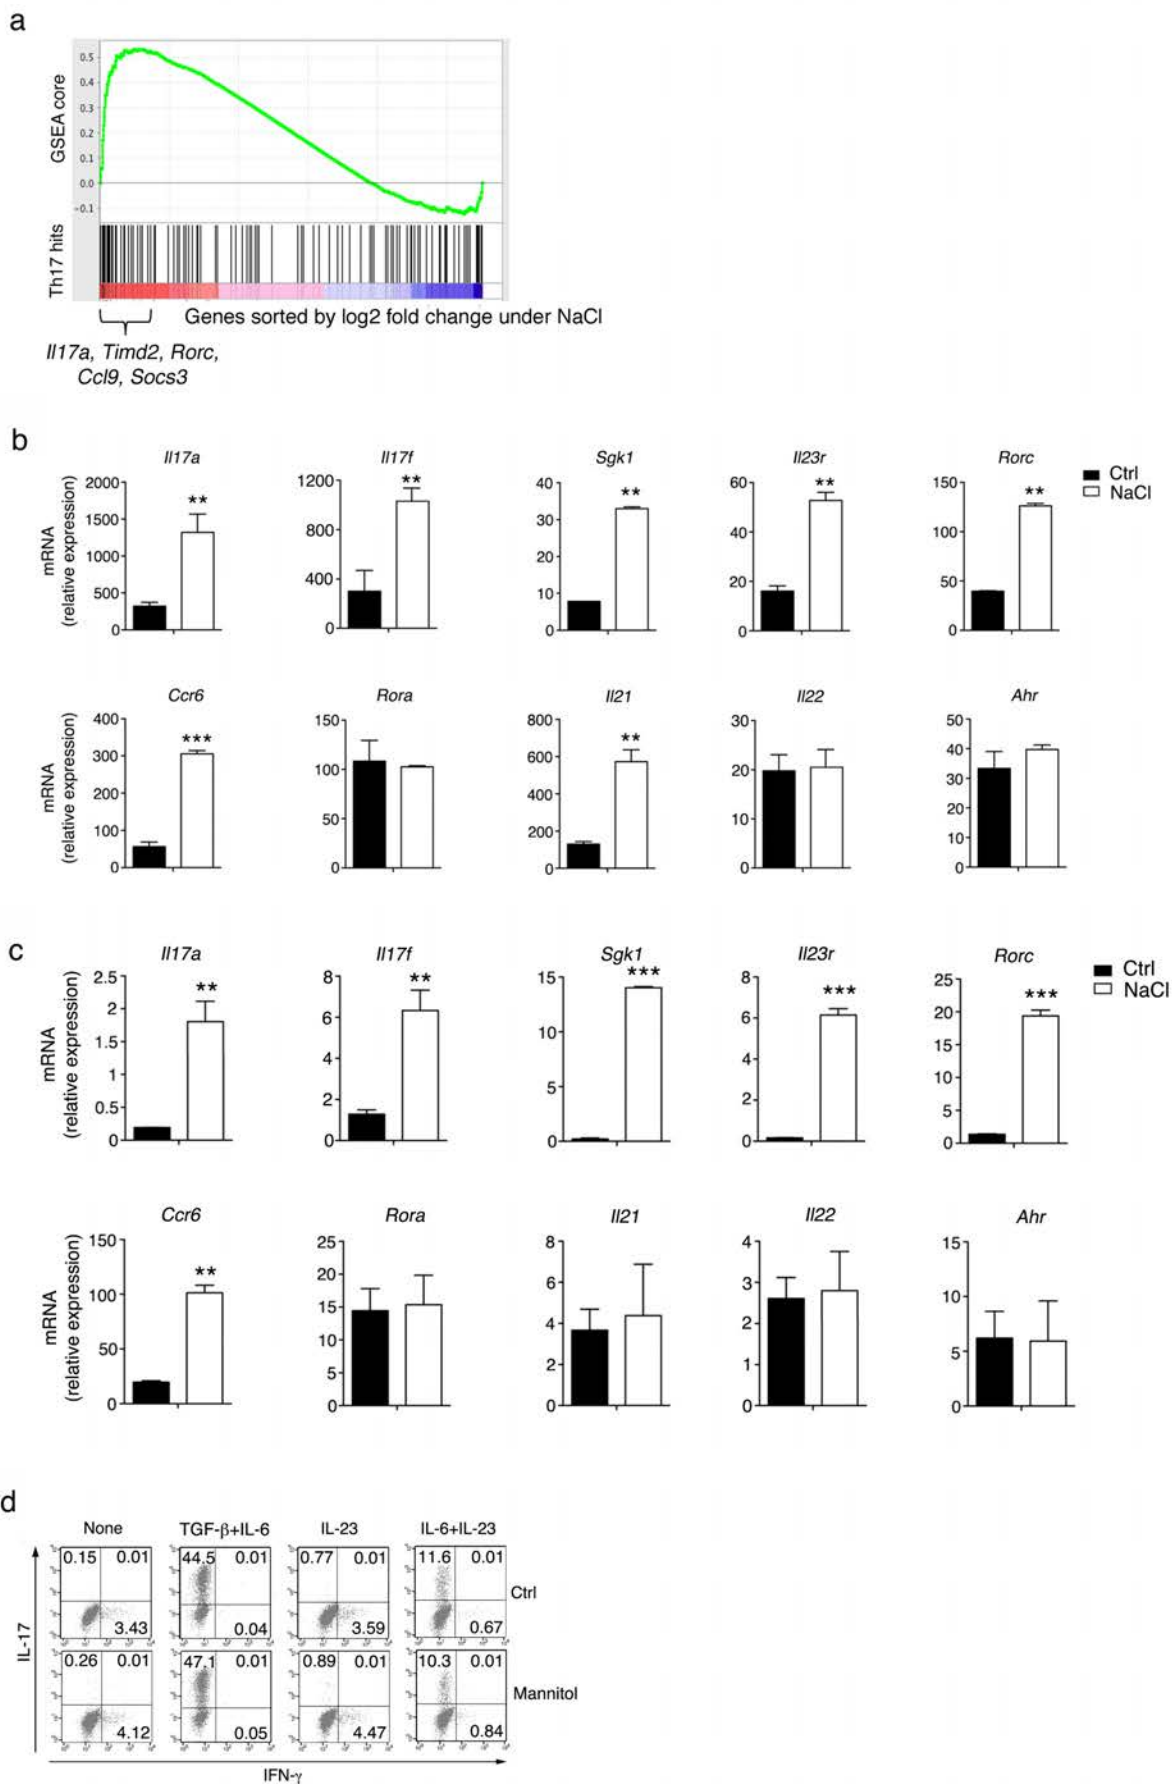 a
GSEA core
0.5
0.4
0.3
0.2
0.1
0.0
-0.1
Th17 hits
Genes sorted by log2 fold change under NaCl
Il17a, Timd2, Rorc,
Ccl9, Socs3
b
Il17a Il17f Sgk1 Il23r Rorc
mRNA
(relative expression)
2000 1500 1000 500 0
**
1200 800 400 0
**
40 30 20 10 0
**
60 40 20 0
**
150 100 50 0
**
Ctrl
NaCl
Ccr6 Rora Il21 Il22 Ahr
mRNA
(relative expression)
400 300 200 100 0
***
150 100 50 0
800 600 400 200 0
**
30 20 10 0
50 40 30 20 10 0
c
Il17a Il17f Sgk1 Il23r Rorc
mRNA
(relative expression)
2.5 2 1.5 1 0.5 0
**
8 6 4 2 0
**
15 10 5 0
***
8 6 4 2 0
***
25 20 15 10 5 0
***
Ctrl
NaCl
Ccr6 Rora Il21 Il22 Ahr
mRNA
(relative expression)
150 100 50 0
**
25 20 15 10 5 0
8 6 4 2 0
4 3 2 1 0
15 10 5 0
d
None TGF-β+IL-6 IL-23 IL-6+IL-23
0.15 0.01 44.5 0.01 0.77 0.01 11.6 0.01
Ctrl
3.43 0.04 3.59 0.67
IL-17
0.26 0.01 47.1 0.01 0.89 0.01 10.3 0.01
Mannitol
4.12 0.05 4.47 0.84
IFN-γ